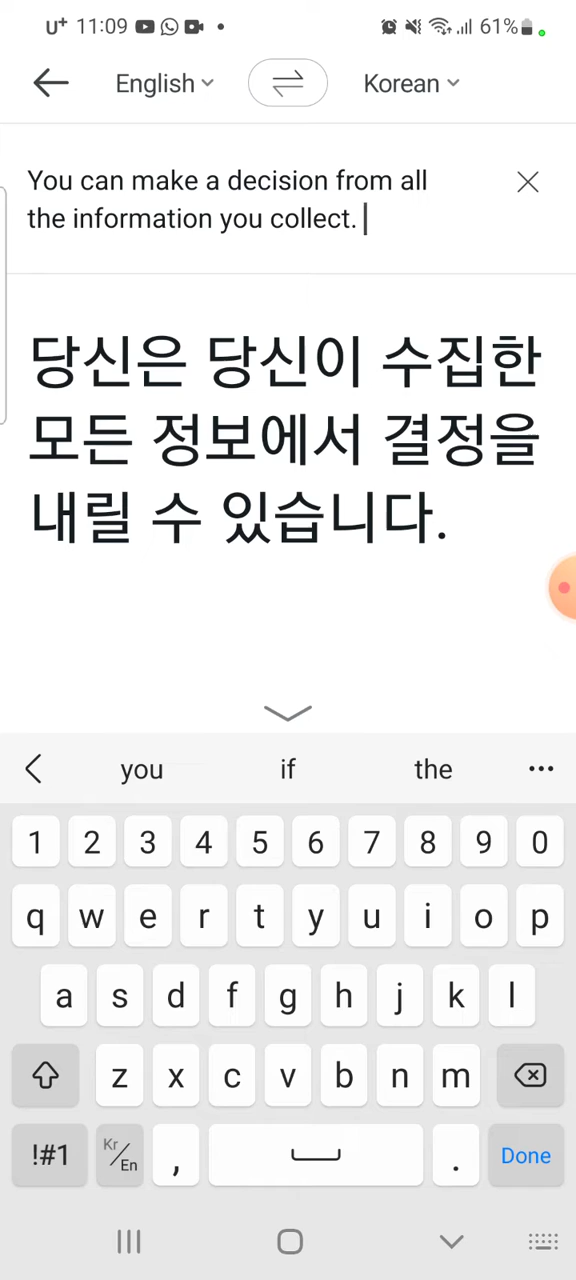 U+ 11:09 61%
English Korean
You can make a decision from all
the information you collect.
당신은 당신이 수집한
모든 정보에서 결정을
내릴 수 있습니다.
you if the
1 2 3 4 5 6 7 8 9 0
q w e r t y u i o p
a s d f g h j k l
z x c v b n m
!#1 Kr/En , . Done